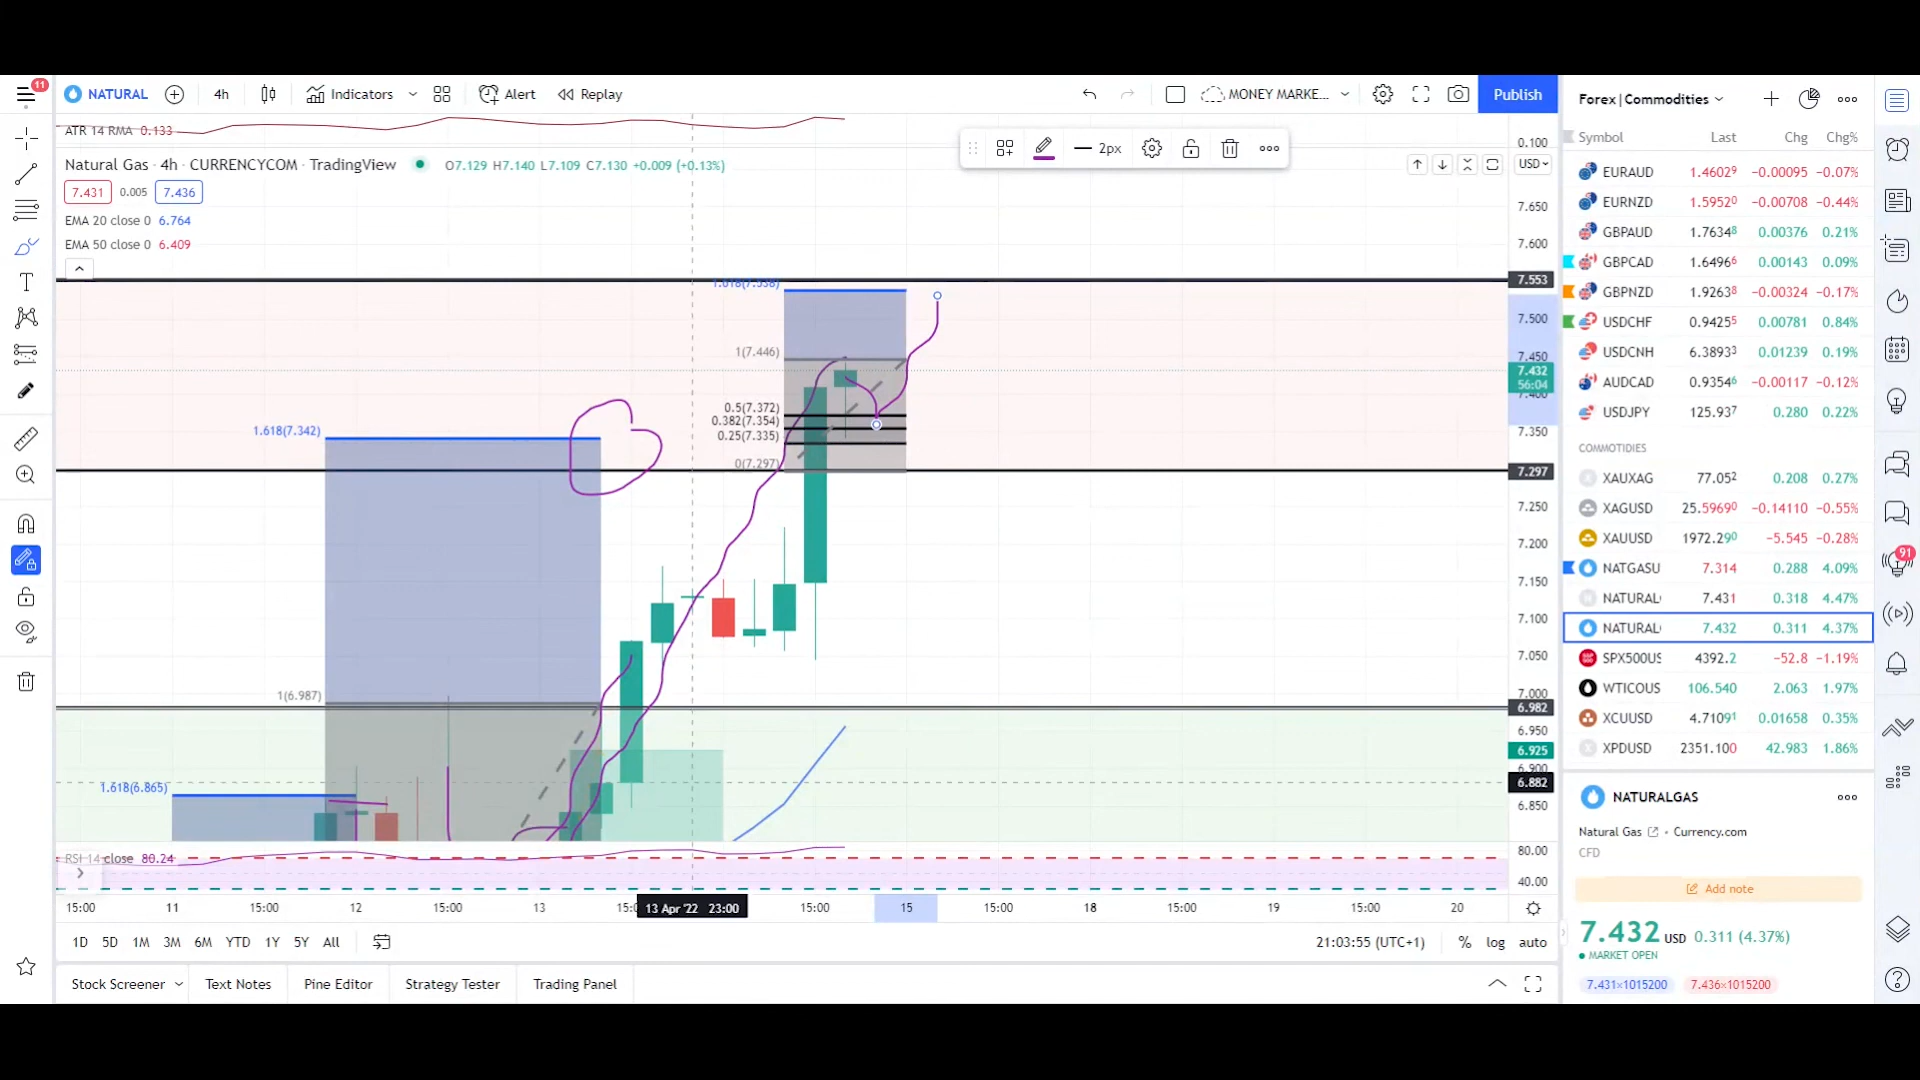 11
NATURAL
4h
Indicators
Alert
Replay
MONEY MARKE...
Publish
ATR 14 RMA 0.133
Natural Gas · 4h · CURRENCYCOM · TradingView
O7.129 H7.140 L7.109 C7.130 +0.009 (+0.13%)
7.431 0.005 7.436
EMA 20 close 0 6.764
EMA 50 close 0 6.409
2px
USD
0.100
7.650
7.600
7.553
7.500
7.450
7.432
56:04
7.400
7.350
7.297
7.250
7.200
7.150
7.100
7.050
7.000
6.982
6.950
6.925
6.900
6.882
6.850
1.618(7.538)
1(7.446)
0.5(7.372)
0.382(7.354)
0.25(7.335)
0(7.297)
1.618(7.342)
1(6.987)
1.618(6.865)
RSI 14 close 80.24
80.00
40.00
15:00 11 15:00 12 15:00 13 13 Apr '22 23:00 15:00 15 15:00 18 15:00 19 15:00 20
1D 5D 1M 3M 6M YTD 1Y 5Y All
21:03:55 (UTC+1) % log auto
Stock Screener Text Notes Pine Editor Strategy Tester Trading Panel
Forex|Commodities
Symbol Last Chg Chg%
EURAUD 1.46029 −0.00095 −0.07%
EURNZD 1.59520 −0.00708 −0.44%
GBPAUD 1.76348 0.00376 0.21%
GBPCAD 1.64966 0.00143 0.09%
GBPNZD 1.92638 −0.00324 −0.17%
USDCHF 0.94255 0.00781 0.84%
USDCNH 6.38933 0.01239 0.19%
AUDCAD 0.93546 −0.00117 −0.12%
USDJPY 125.937 0.280 0.22%
COMMOTIDIES
XAUXAG 77.052 0.208 0.27%
XAGUSD 25.59690 −0.14110 −0.55%
XAUUSD 1972.290 −5.545 −0.28%
NATGASU 7.314 0.288 4.09%
NATURAL 7.431 0.318 4.47%
NATURAL 7.432 0.311 4.37%
SPX500US 4392.2 −52.8 −1.19%
WTICOUS 106.540 2.063 1.97%
XCUUSD 4.71091 0.01658 0.35%
XPDUSD 2351.100 42.983 1.86%
NATURALGAS
Natural Gas • Currency.com
CFD
Add note
7.432 USD 0.311 (4.37%)
MARKET OPEN
7.431×1015200 7.436×1015200
91